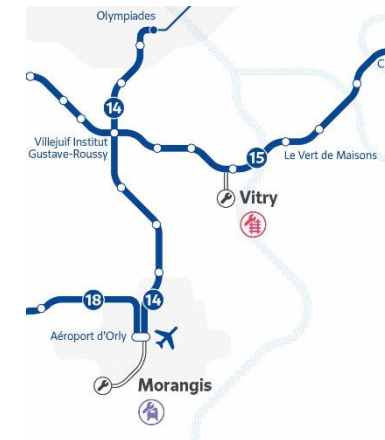 Olympiades
C
14
Villejuif Institut
Gustave-Roussy
15
Le Vert de Maisons
Vitry
18
14
Aéroport d'Orly
Morangis